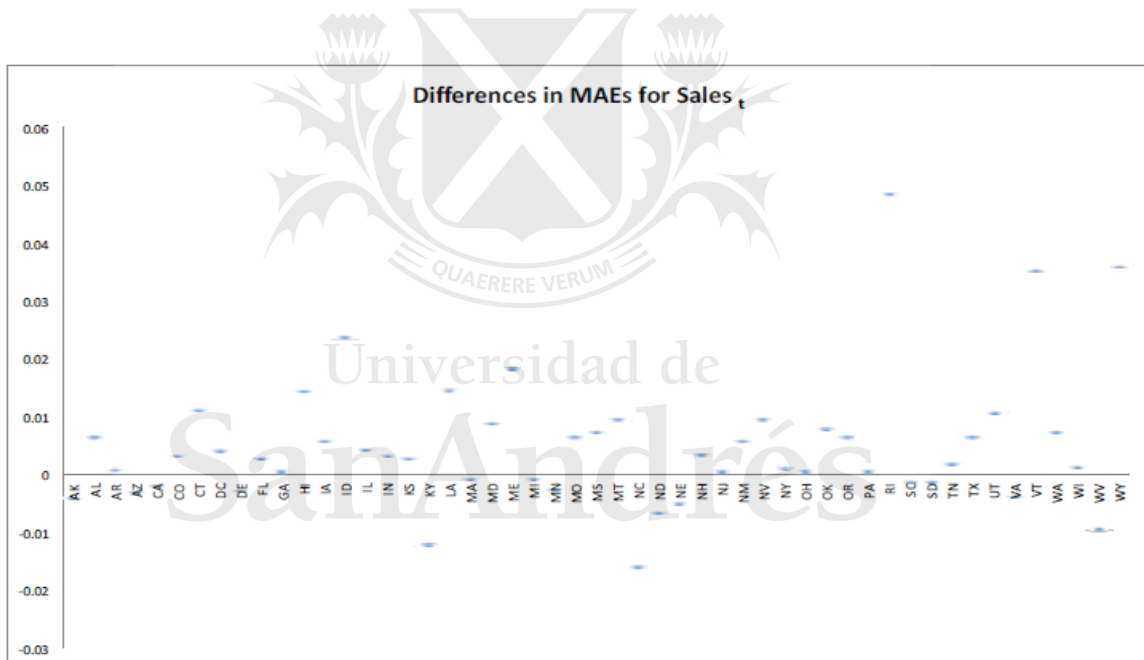 Differences in MAEs for Sales t
0.06
0.05
0.04
0.03
0.02
0.01
0
-0.01
-0.02
-0.03
AK AL AR AZ CA CO CT DC DE FL GA HI IA ID IL IN KS KY LA MA MD ME MI MN MO MS MT NC ND NE NH NJ NM NV NY OH OK OR PA RI SC SD TN TX UT VA VT WA WI WV WY
QUAERERE VERUM
Universidad de
SanAndrés